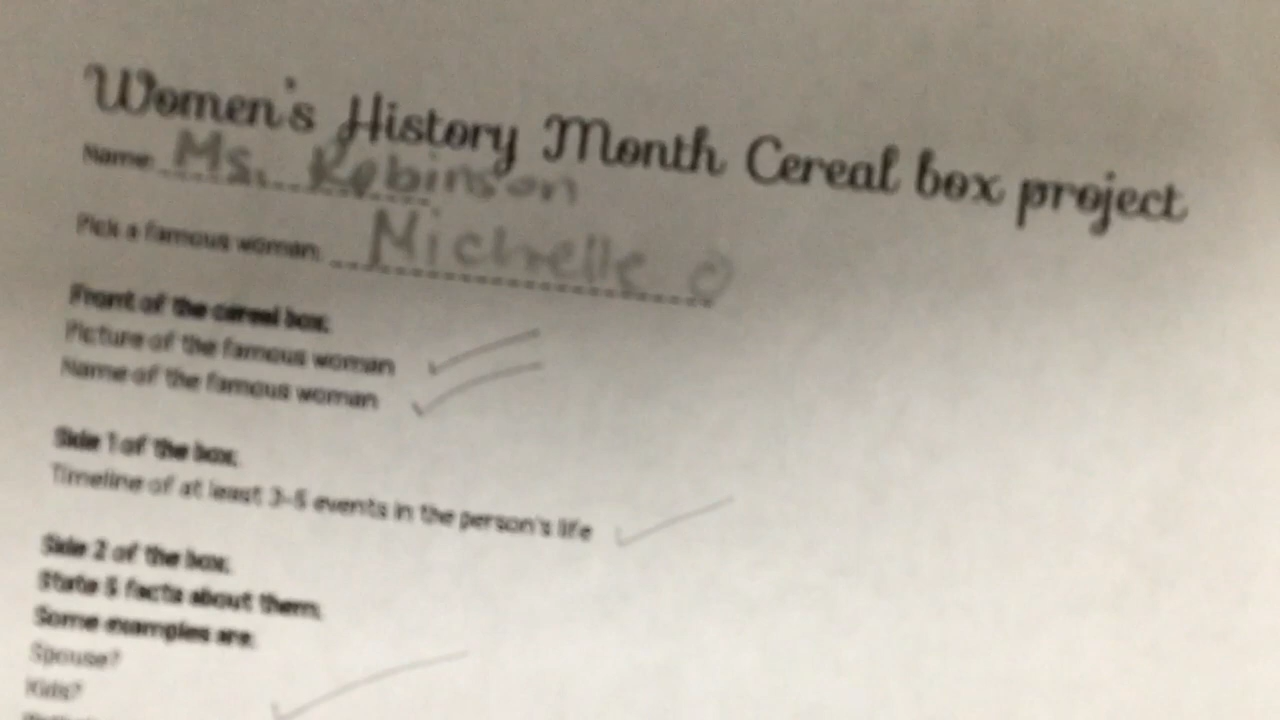 Women's History Month Cereal box project
Name: Ms. Robinson
Pick a famous woman: Michelle O
Front of the cereal box:
Picture of the famous woman
Name of the famous woman
Side 1 of the box:
Timeline of at least 3-5 events in the person's life
Side 2 of the box:
State 5 facts about them:
Some examples are:
Spouse?
Kids?